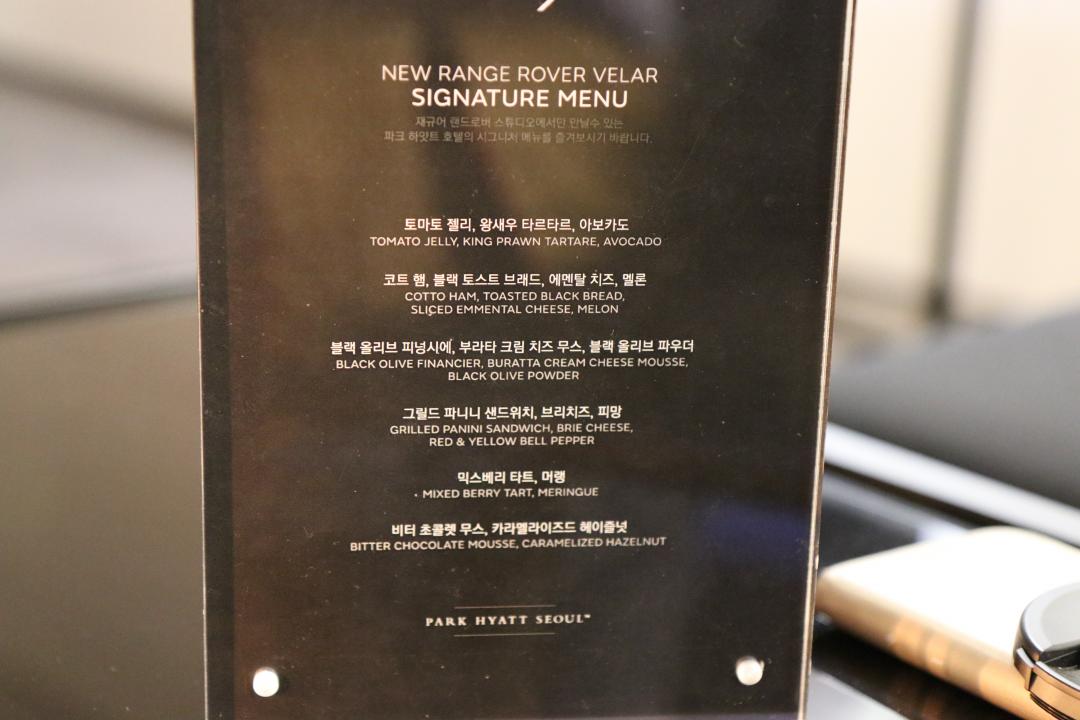 NEW RANGE ROVER VELAR
SIGNATURE MENU
재규어 랜드로버 스튜디오에서만 만날수 있는
파크 하얏트 호텔의 시그니처 메뉴를 즐겨보시기 바랍니다.
토마토 젤리, 왕새우 타르타르, 아보카도
TOMATO JELLY, KING PRAWN TARTARE, AVOCADO
코트 햄, 블랙 토스트 브래드, 에멘탈 치즈, 멜론
COTTO HAM, TOASTED BLACK BREAD,
SLICED EMMENTAL CHEESE, MELON
블랙 올리브 피넝시에, 부라타 크림 치즈 무스, 블랙 올리브 파우더
BLACK OLIVE FINANCIER, BURATTA CREAM CHEESE MOUSSE,
BLACK OLIVE POWDER
그릴드 파니니 샌드위치, 브리치즈, 피망
GRILLED PANINI SANDWICH, BRIE CHEESE,
RED & YELLOW BELL PEPPER
믹스베리 타트, 머랭
MIXED BERRY TART, MERINGUE
비터 초콜렛 무스, 카라멜라이즈드 헤이즐넛
BITTER CHOCOLATE MOUSSE, CARAMELIZED HAZELNUT
PARK HYATT SEOUL™